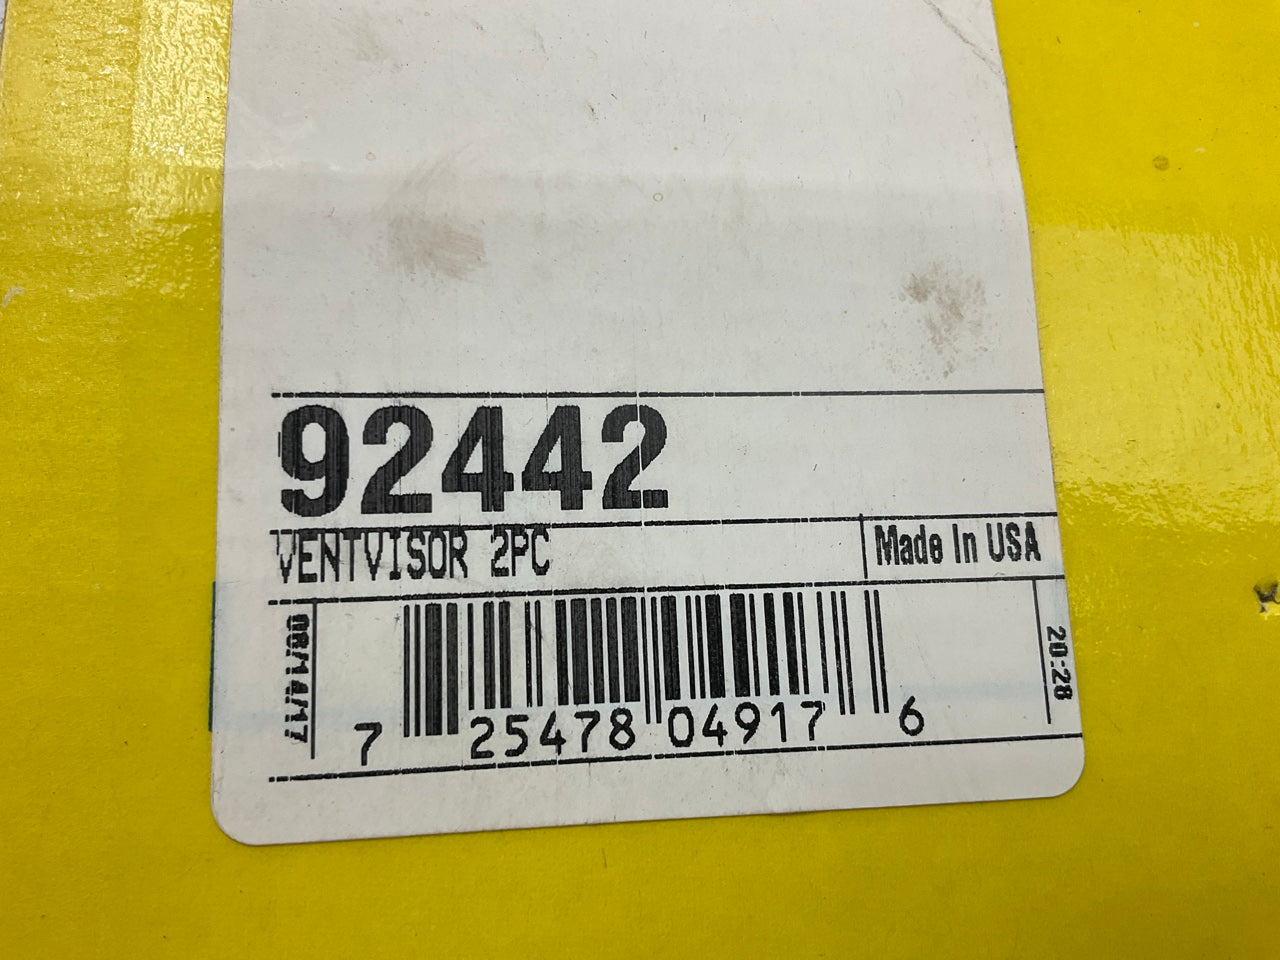 92442
VENTVISOR 2PC
Made In USA
08/14/17
20:28
7 25478 04917 6